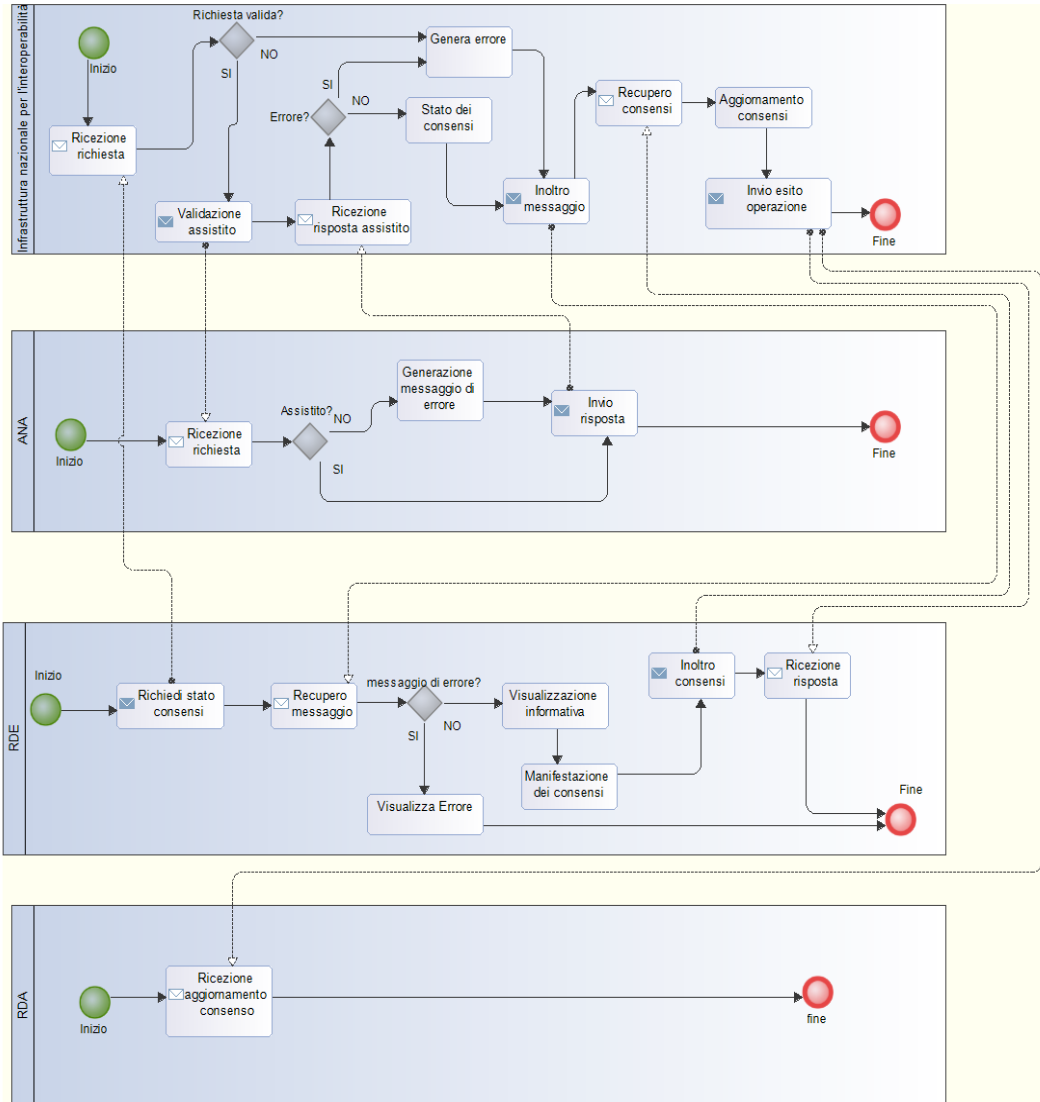 Infrastruttura nazionale per l'interoperabilità
Inizio
Ricezione
richiesta
Richiesta valida?
NO
SI
Validazione
assistito
Ricezione
risposta assistito
Errore?
SI
NO
Genera errore
Stato dei
consensi
Inoltro
messaggio
Recupero
consensi
Aggiornamento
consensi
Invio esito
operazione
Fine
ANA
Inizio
Ricezione
richiesta
Assistito?
NO
SI
Generazione
messaggio di
errore
Invio
risposta
Fine
RDE
Inizio
Richiedi stato
consensi
Recupero
messaggio
messaggio di errore?
SI
NO
Visualizzazione
informativa
Manifestazione
dei consensi
Visualizza Errore
Inoltro
consensi
Ricezione
risposta
Fine
RDA
Inizio
Ricezione
aggiornamento
consenso
fine